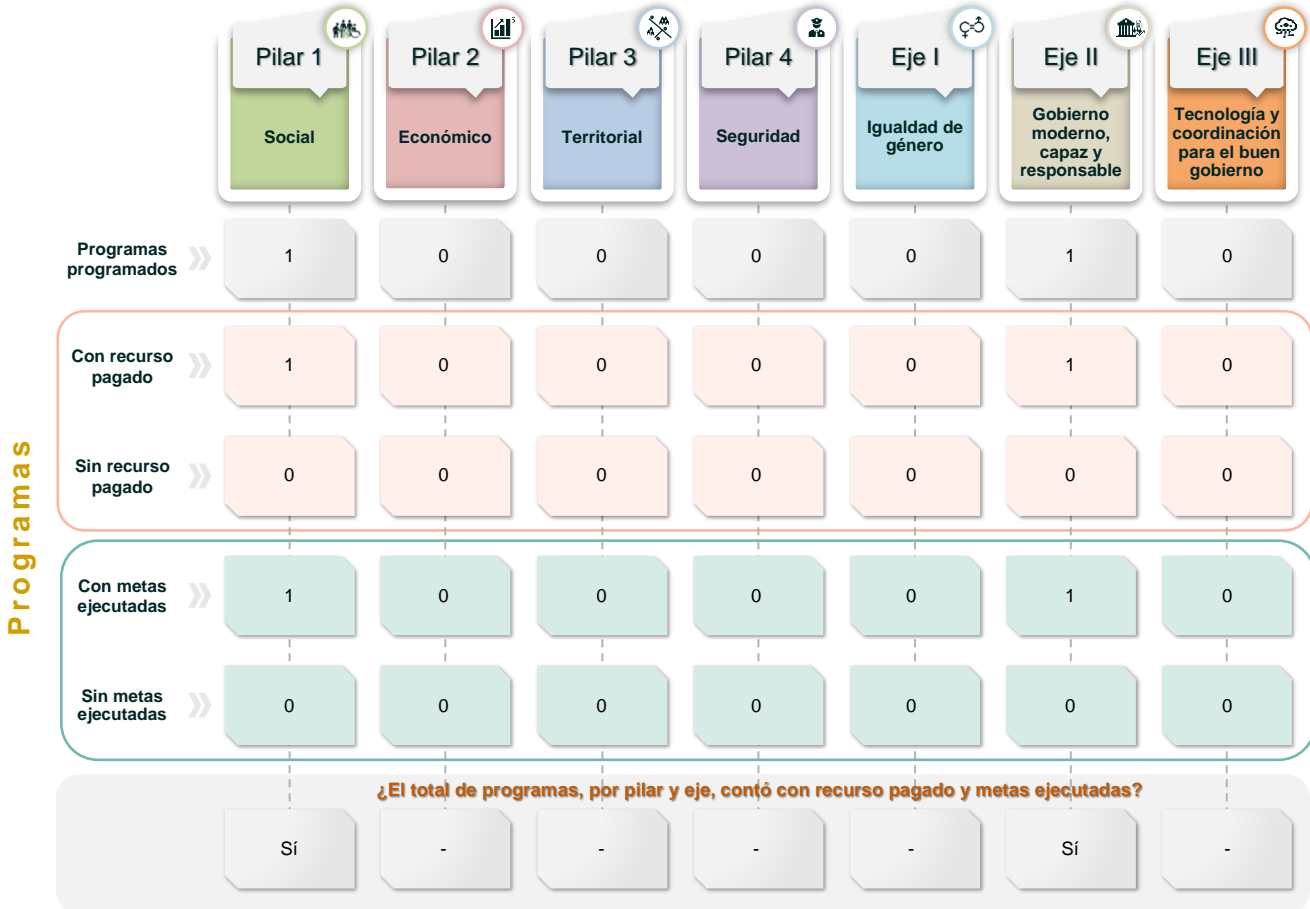 Pilar 1
Pilar 2
Pilar 3
Pilar 4
Eje I
Eje II
Eje III
Social
Económico
Territorial
Seguridad
Igualdad de
género
Gobierno
moderno,
capaz y
responsable
Tecnología y
coordinación
para el buen
gobierno
Programas
Programas
programados
1 0 0 0 0 1 0
Con recurso
pagado
1 0 0 0 0 1 0
Sin recurso
pagado
0 0 0 0 0 0 0
Con metas
ejecutadas
1 0 0 0 0 1 0
Sin metas
ejecutadas
0 0 0 0 0 0 0
¿El total de programas, por pilar y eje, contó con recurso pagado y metas ejecutadas?
Sí - - - - Sí -